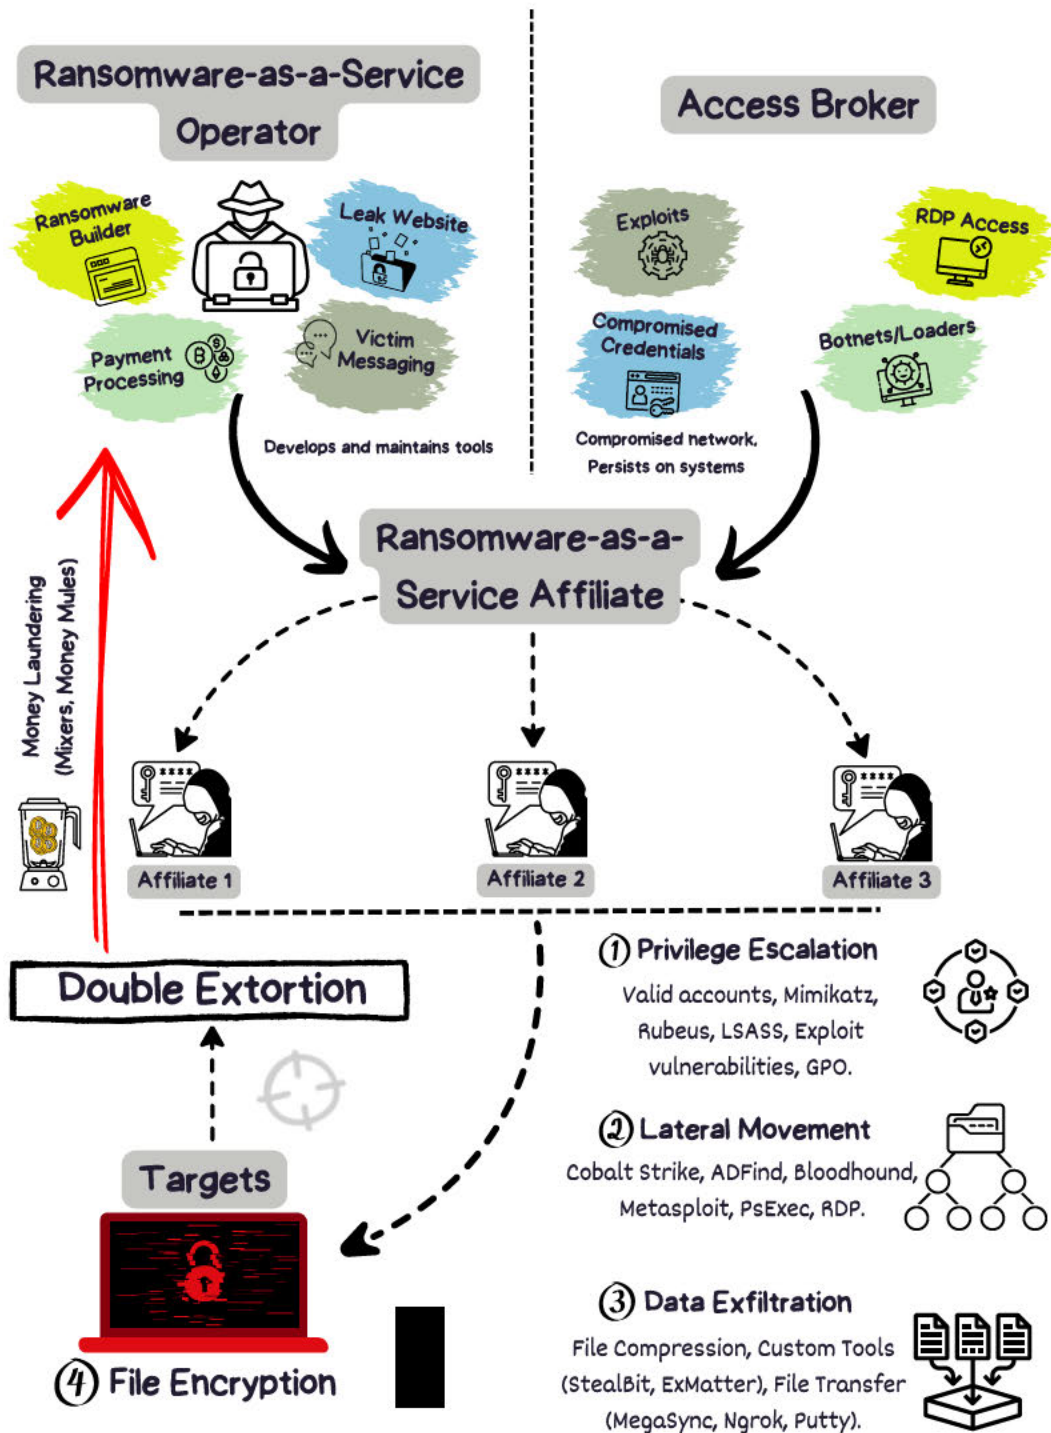 Ransomware-as-a-Service
Operator
Access Broker
Ransomware
Builder
Leak Website
Payment
Processing
Victim
Messaging
Develops and maintains tools
Exploits
RDP Access
Compromised
Credentials
Botnets/Loaders
Compromised network,
Persists on systems
Ransomware-as-a-
Service Affiliate
Money Laundering
(Mixers, Money Mules)
Affiliate 1
Affiliate 2
Affiliate 3
Double Extortion
Targets
4 File Encryption
1 Privilege Escalation
Valid accounts, Mimikatz,
Rubeus, LSASS, Exploit
vulnerabilities, GPO.
2 Lateral Movement
Cobalt Strike, ADFind, Bloodhound,
Metasploit, PsExec, RDP.
3 Data Exfiltration
File Compression, Custom Tools
(StealBit, ExMatter), File Transfer
(MegaSync, Ngrok, Putty).